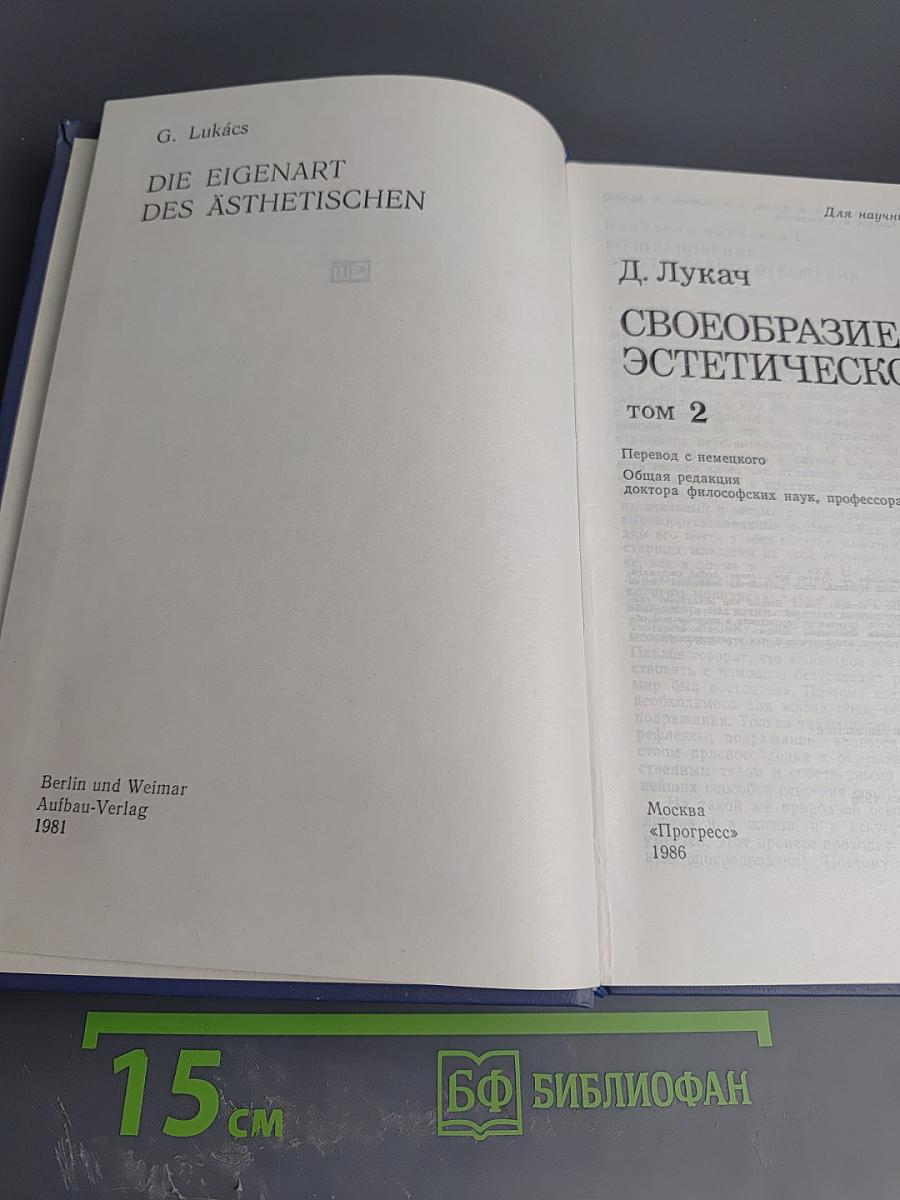 G. Lukács
DIE EIGENART
DES ÄSTHETISCHEN
Berlin und Weimar
Aufbau-Verlag
1981
Для научн
Д. Лукач
СВОЕОБРАЗИЕ
ЭСТЕТИЧЕСКО
том 2
Перевод с немецкого
Общая редакция
доктора философских наук, профессора
Москва
«Прогресс»
1986
15 см
БФ БИБЛИОФАН